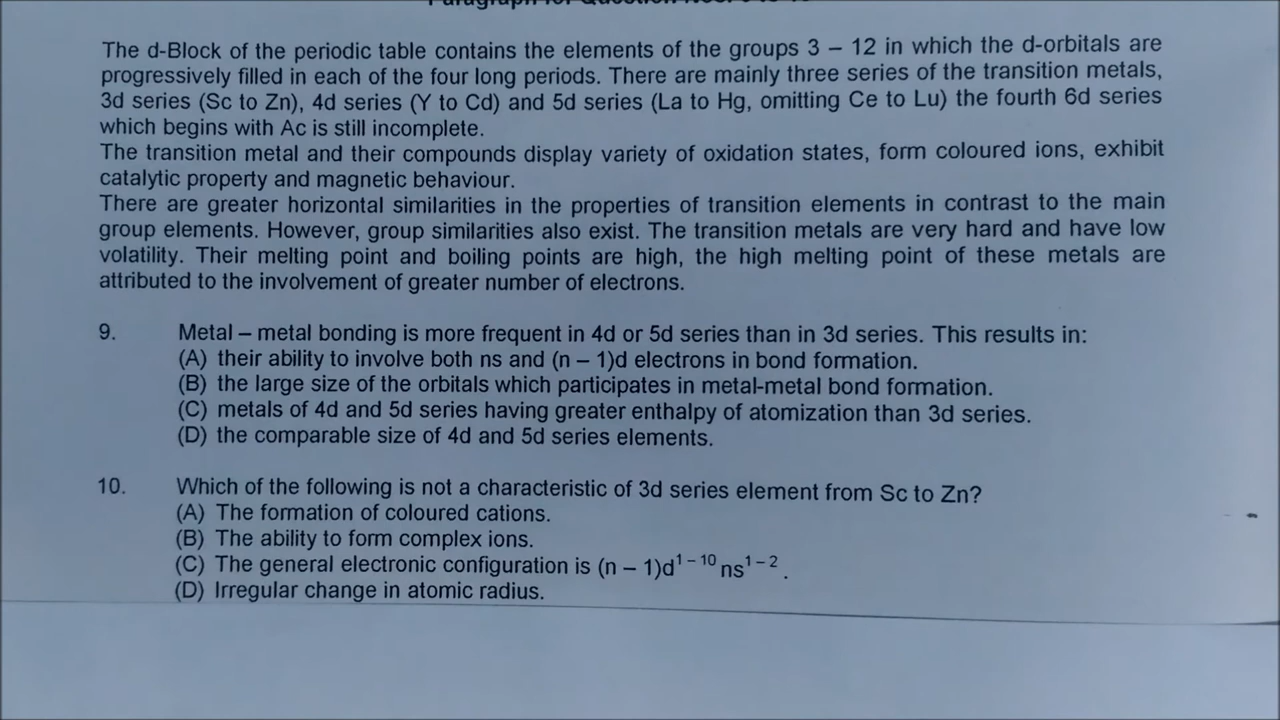 Paragraph for Question Nos.
The d-Block of the periodic table contains the elements of the groups 3 – 12 in which the d-orbitals are
progressively filled in each of the four long periods. There are mainly three series of the transition metals,
3d series (Sc to Zn), 4d series (Y to Cd) and 5d series (La to Hg, omitting Ce to Lu) the fourth 6d series
which begins with Ac is still incomplete.
The transition metal and their compounds display variety of oxidation states, form coloured ions, exhibit
catalytic property and magnetic behaviour.
There are greater horizontal similarities in the properties of transition elements in contrast to the main
group elements. However, group similarities also exist. The transition metals are very hard and have low
volatility. Their melting point and boiling points are high, the high melting point of these metals are
attributed to the involvement of greater number of electrons.
9. Metal – metal bonding is more frequent in 4d or 5d series than in 3d series. This results in:
(A) their ability to involve both ns and (n – 1)d electrons in bond formation.
(B) the large size of the orbitals which participates in metal-metal bond formation.
(C) metals of 4d and 5d series having greater enthalpy of atomization than 3d series.
(D) the comparable size of 4d and 5d series elements.
10. Which of the following is not a characteristic of 3d series element from Sc to Zn?
(A) The formation of coloured cations.
(B) The ability to form complex ions.
(C) The general electronic configuration is (n – 1)d¹⁻¹⁰ ns¹⁻².
(D) Irregular change in atomic radius.